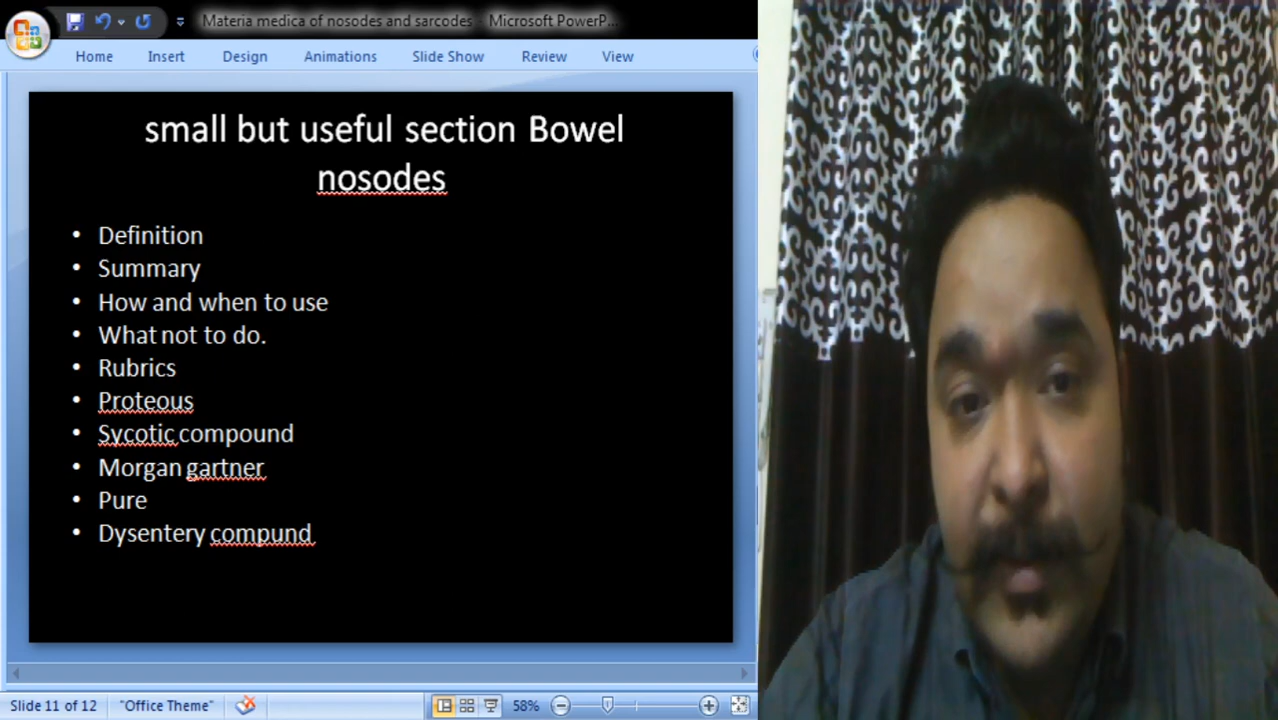 Materia medica of nosodes and sarcodes - Microsoft PowerP...
Home Insert Design Animations Slide Show Review View
small but useful section Bowel
nosodes
• Definition
• Summary
• How and when to use
• What not to do.
• Rubrics
• Proteous
• Sycotic compound
• Morgan gartner
• Pure
• Dysentery compund
Slide 11 of 12 "Office Theme" 58%